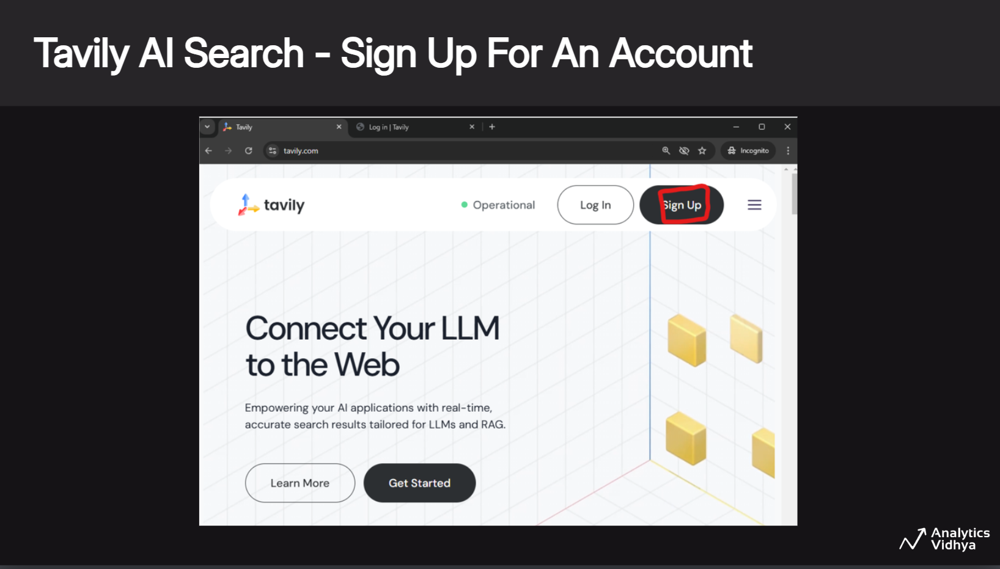 Tavily AI Search - Sign Up For An Account
Tavily
Log in | Tavily
tavily.com
Incognito
tavily
Operational
Log In
Sign Up
Connect Your LLM
to the Web
Empowering your AI applications with real-time,
accurate search results tailored for LLMs and RAG.
Learn More
Get Started
Analytics
Vidhya